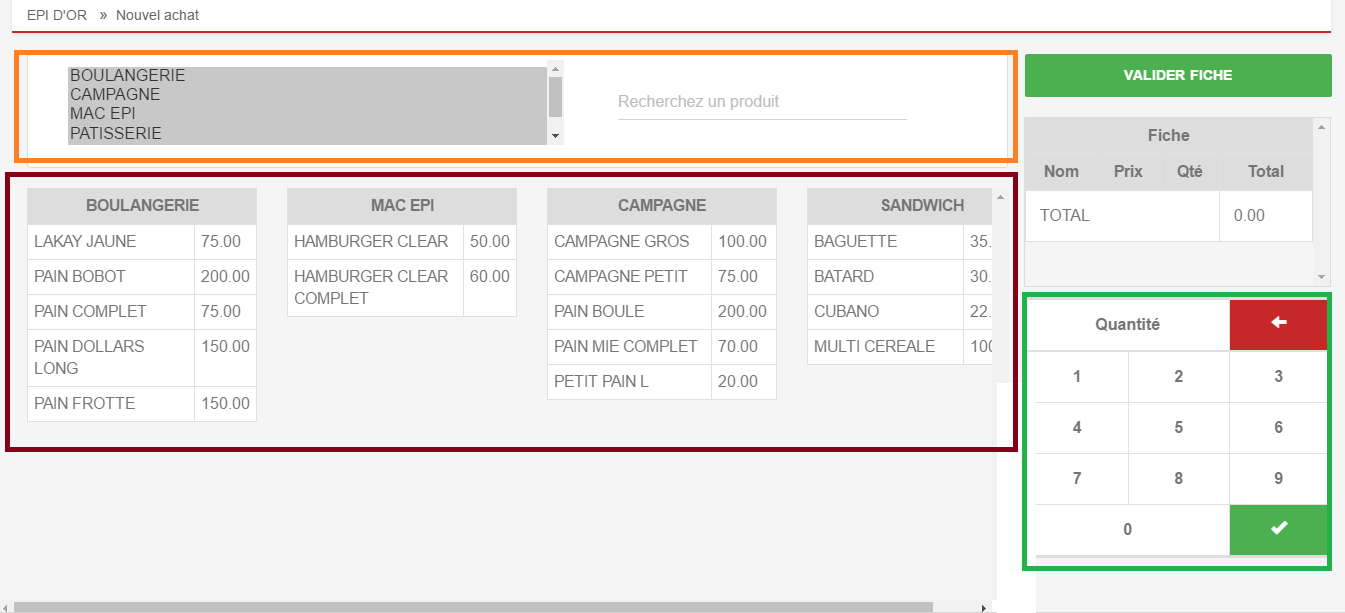 EPI D'OR » Nouvel achat
BOULANGERIE
CAMPAGNE
MAC EPI
PATISSERIE
Recherchez un produit
VALIDER FICHE
Fiche
Nom Prix Qté Total
TOTAL 0.00
BOULANGERIE
LAKAY JAUNE 75.00
PAIN BOBOT 200.00
PAIN COMPLET 75.00
PAIN DOLLARS 150.00
LONG
PAIN FROTTE 150.00
MAC EPI
HAMBURGER CLEAR 50.00
HAMBURGER CLEAR 60.00
COMPLET
CAMPAGNE
CAMPAGNE GROS 100.00
CAMPAGNE PETIT 75.00
PAIN BOULE 200.00
PAIN MIE COMPLET 70.00
PETIT PAIN L 20.00
SANDWICH
BAGUETTE 35.
BATARD 30.
CUBANO 22.
MULTI CEREALE 100
Quantité
1 2 3
4 5 6
7 8 9
0